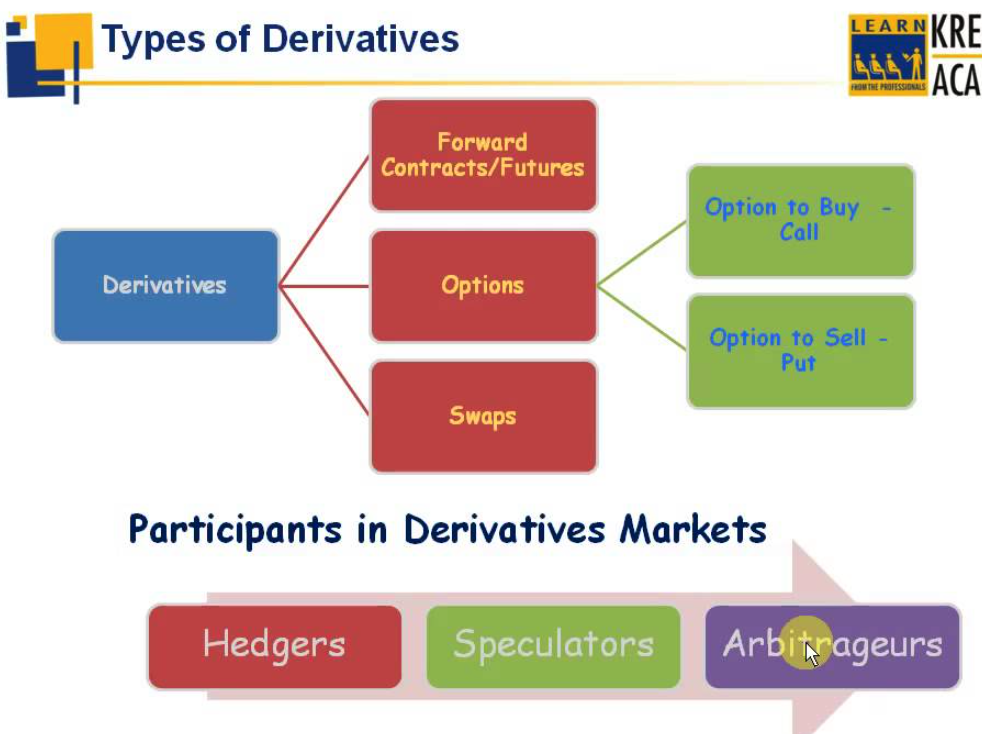 Types of Derivatives
LEARN
FROM THE PROFESSIONALS
KRE
ACA
Forward
Contracts/Futures
Option to Buy -
Call
Derivatives
Options
Option to Sell -
Put
Swaps
Participants in Derivatives Markets
Hedgers
Speculators
Arbitrageurs